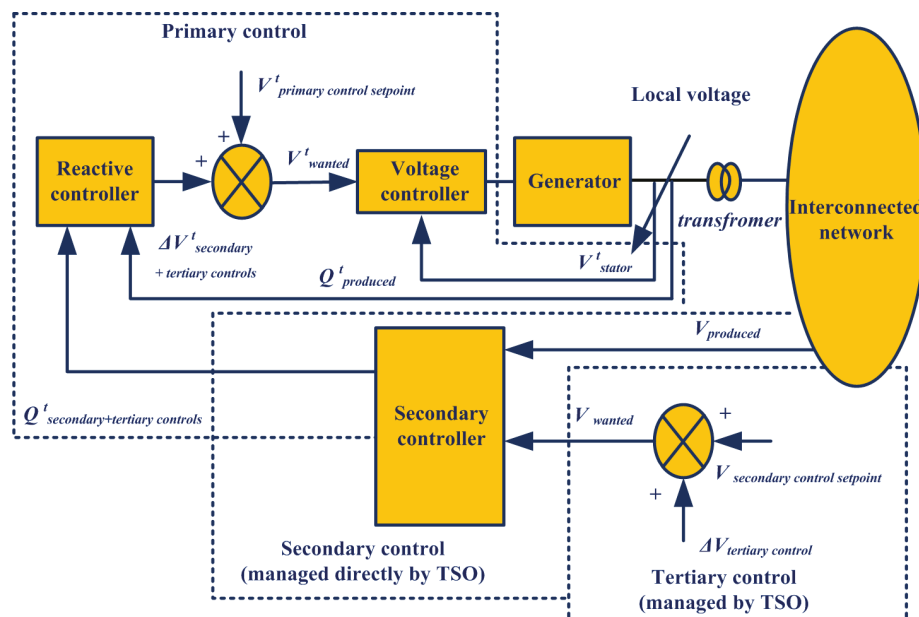 Primary control
V^t primary control setpoint
Local voltage
+
+
Reactive
controller
V^t wanted
Voltage
controller
Generator
transfromer
Interconnected
network
ΔV^t secondary
+ tertiary controls
V^t stator
Q^t produced
V produced
Q^t secondary+tertiary controls
Secondary
controller
V wanted
+
V secondary control setpoint
+
ΔV tertiary control
Secondary control
(managed directly by TSO)
Tertiary control
(managed by TSO)